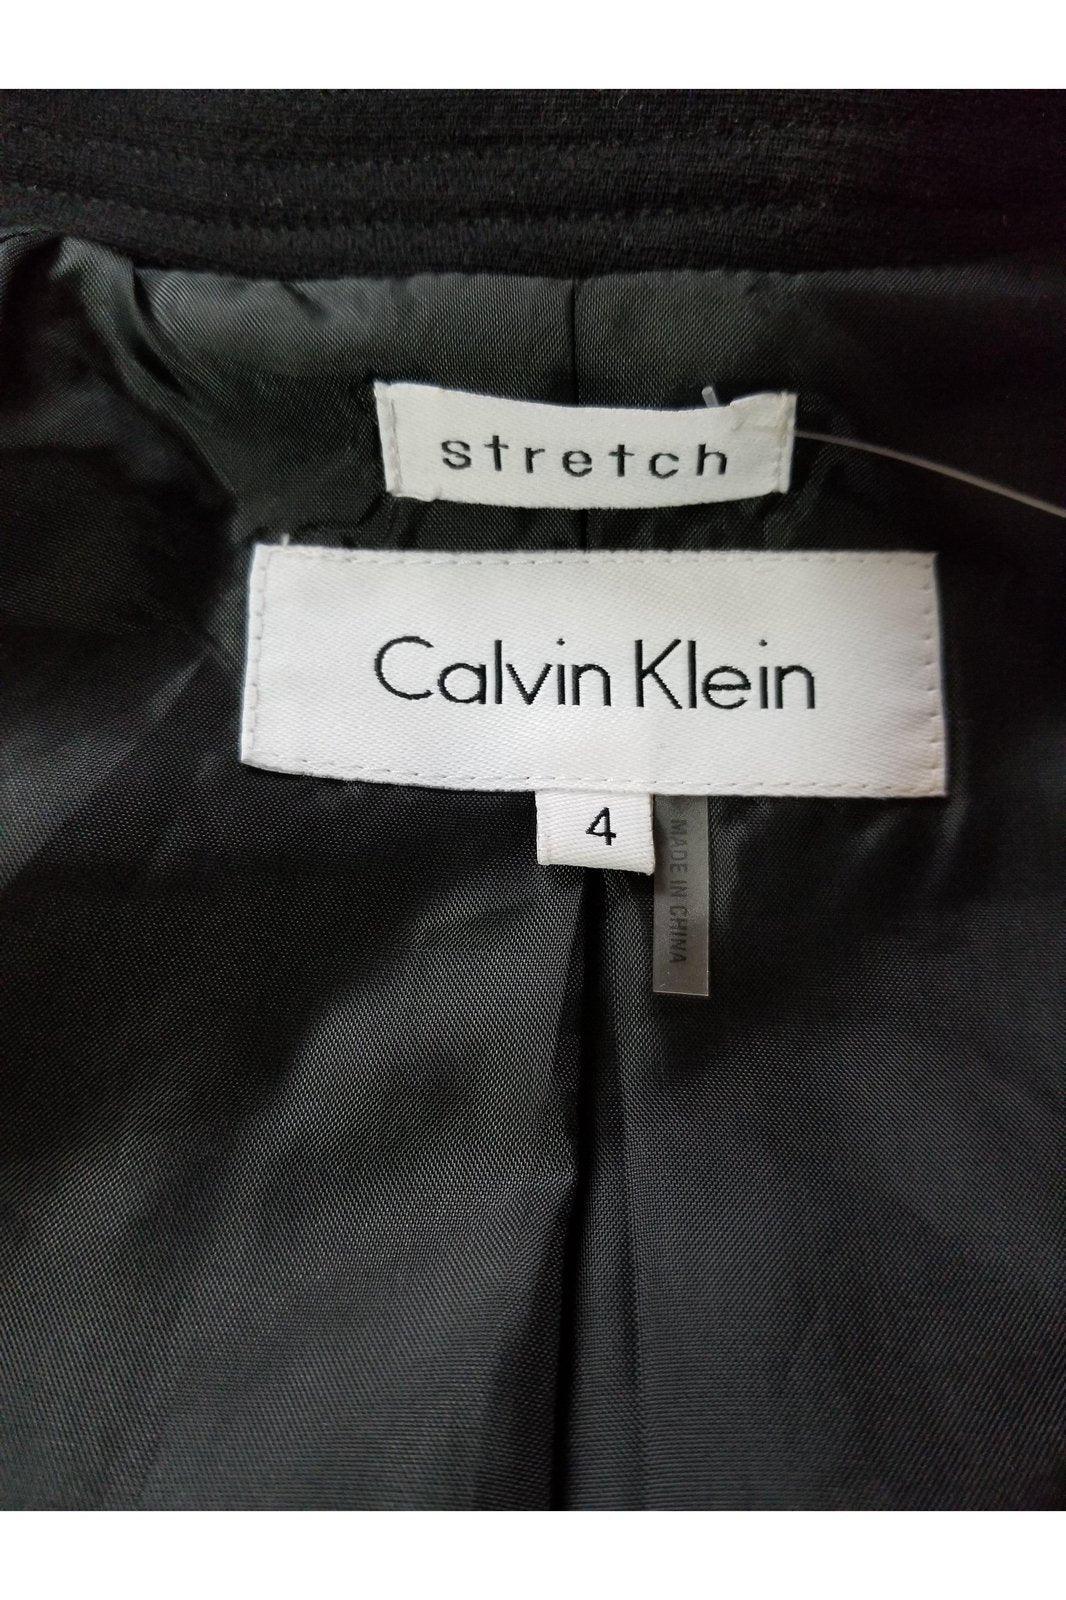 stretch
Calvin Klein
4
MADE IN CHINA